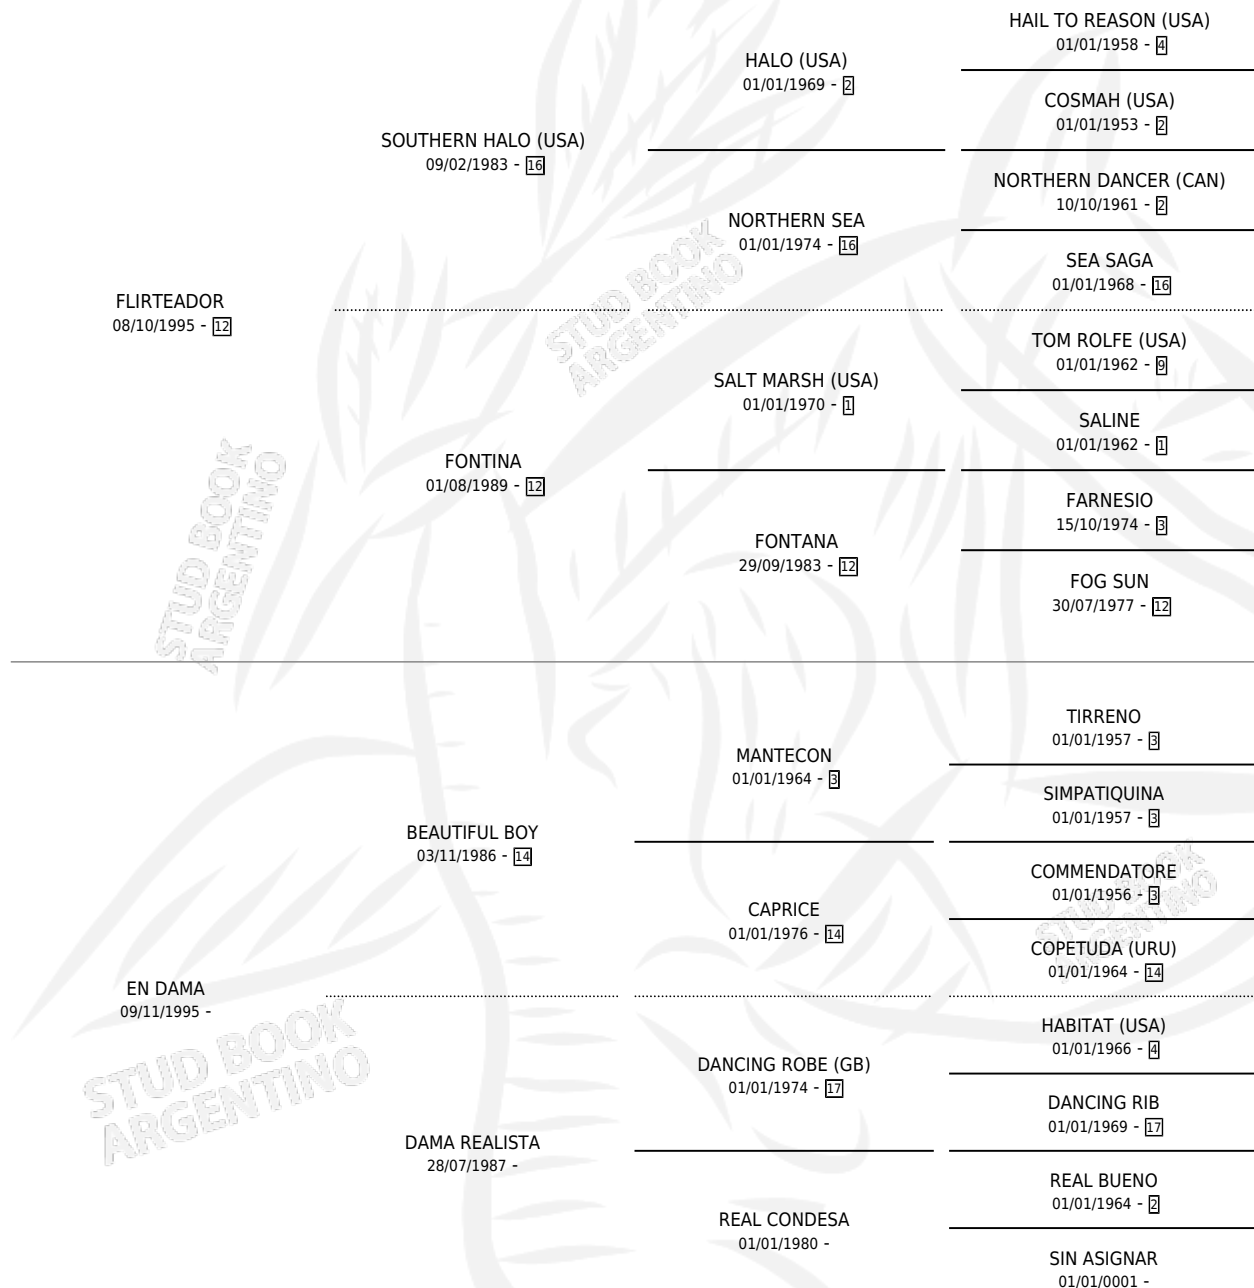 HAIL TO REASON (USA)
01/01/1958 - 4
HALO (USA)
01/01/1969 - 2
COSMAH (USA)
01/01/1953 - 2
SOUTHERN HALO (USA)
09/02/1983 - 16
NORTHERN DANCER (CAN)
10/10/1961 - 2
NORTHERN SEA
01/01/1974 - 16
SEA SAGA
01/01/1968 - 16
STUD BOOK
ARGENTINO
FLIRTEADOR
08/10/1995 - 12
TOM ROLFE (USA)
01/01/1962 - 9
SALT MARSH (USA)
01/01/1970 - 1
SALINE
01/01/1962 - 1
FONTINA
01/08/1989 - 12
FARNESIO
15/10/1974 - 3
FONTANA
29/09/1983 - 12
FOG SUN
30/07/1977 - 12
STUD BOOK
ARGENTINO
TIRRENO
01/01/1957 - 3
MANTECON
01/01/1964 - 3
SIMPATIQUINA
01/01/1957 - 3
BEAUTIFUL BOY
03/11/1986 - 14
COMMENDATORE
01/01/1956 - 3
CAPRICE
01/01/1976 - 14
COPETUDA (URU)
01/01/1964 - 14
STUD BOOK
ARGENTINO
EN DAMA
09/11/1995 -
HABITAT (USA)
01/01/1966 - 4
DANCING ROBE (GB)
01/01/1974 - 17
DANCING RIB
01/01/1969 - 17
STUD BOOK
ARGENTINO
DAMA REALISTA
28/07/1987 -
REAL BUENO
01/01/1964 - 2
REAL CONDESA
01/01/1980 -
SIN ASIGNAR
01/01/0001 -